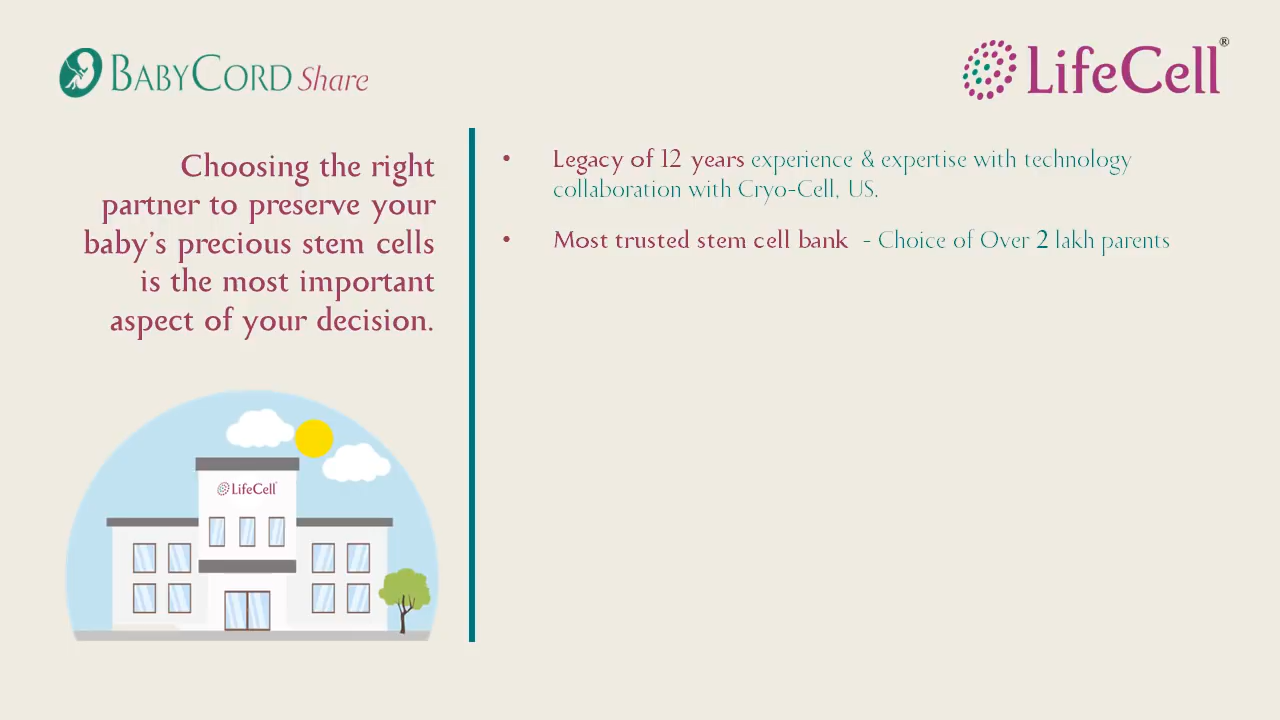 BABYCORD Share
LifeCell®
Choosing the right
partner to preserve your
baby's precious stem cells
is the most important
aspect of your decision.
• Legacy of 12 years experience & expertise with technology
collaboration with Cryo-Cell, US.
• Most trusted stem cell bank - Choice of Over 2 lakh parents
LifeCell